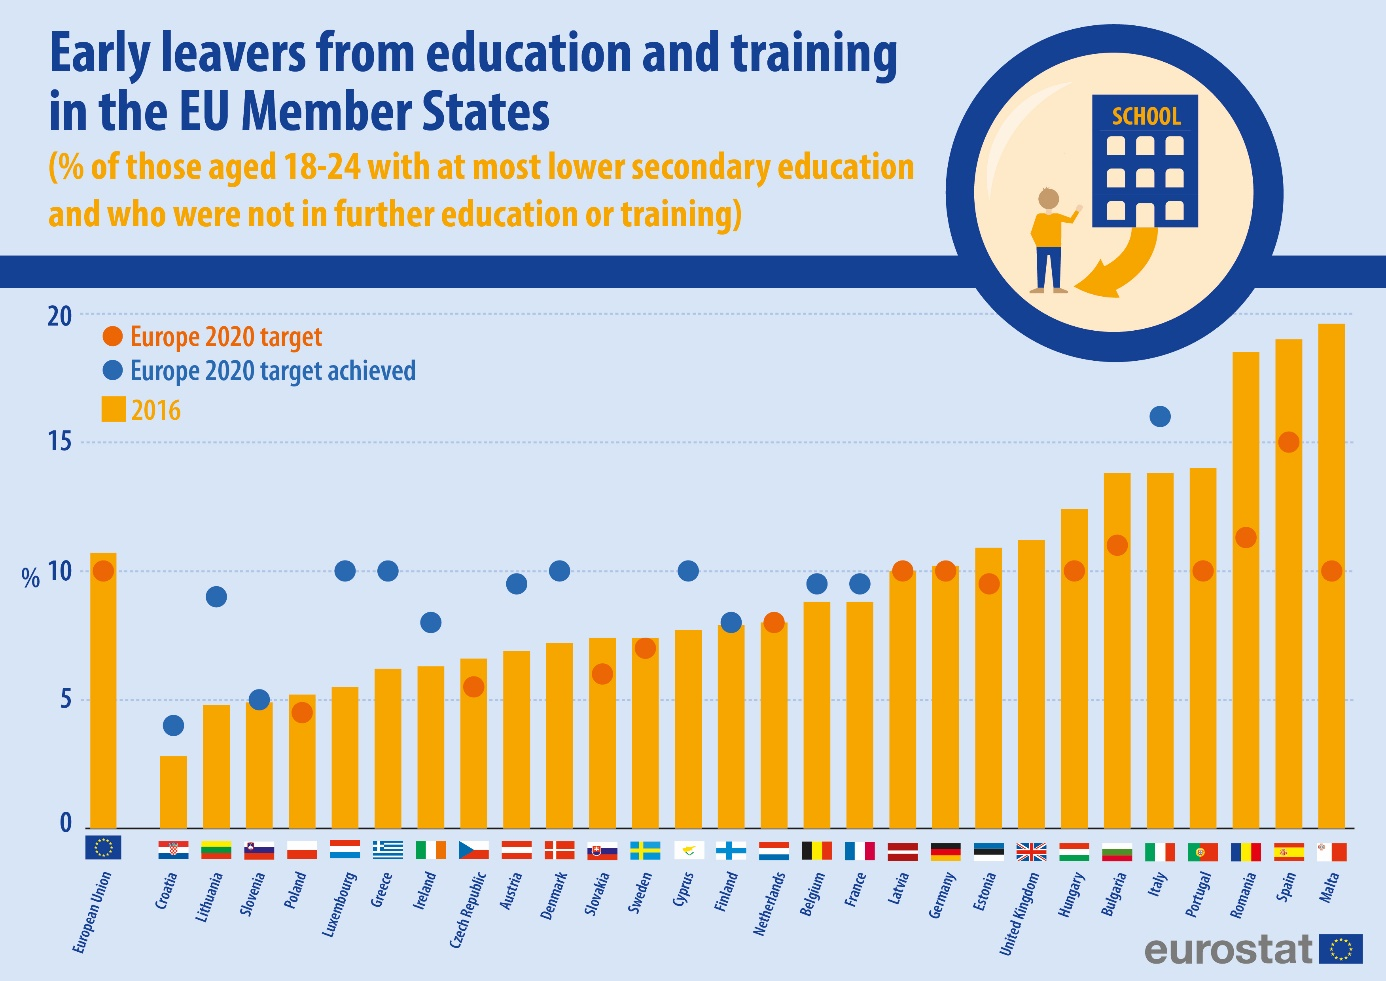 Early leavers from education and training
in the EU Member States
(% of those aged 18-24 with at most lower secondary education
and who were not in further education or training)
SCHOOL
20
Europe 2020 target
Europe 2020 target achieved
2016
15
% 10
5
0
European Union
Croatia
Lithuania
Slovenia
Poland
Luxembourg
Greece
Ireland
Czech Republic
Austria
Denmark
Slovakia
Sweden
Cyprus
Finland
Netherlands
Belgium
France
Latvia
Germany
Estonia
United Kingdom
Hungary
Bulgaria
Italy
Portugal
Romania
Spain
Malta
eurostat